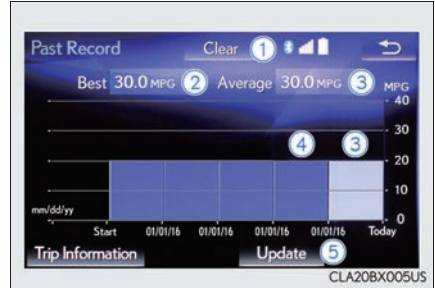 Past Record Clear 1
Best 30.0 MPG 2 Average 30.0 MPG 3 MPG
40
30
4 3
20
10
mm/dd/yy 0
Start 01/01/16 01/01/16 01/01/16 01/01/16 Today
Trip Information Update 5
CLA20BX005US